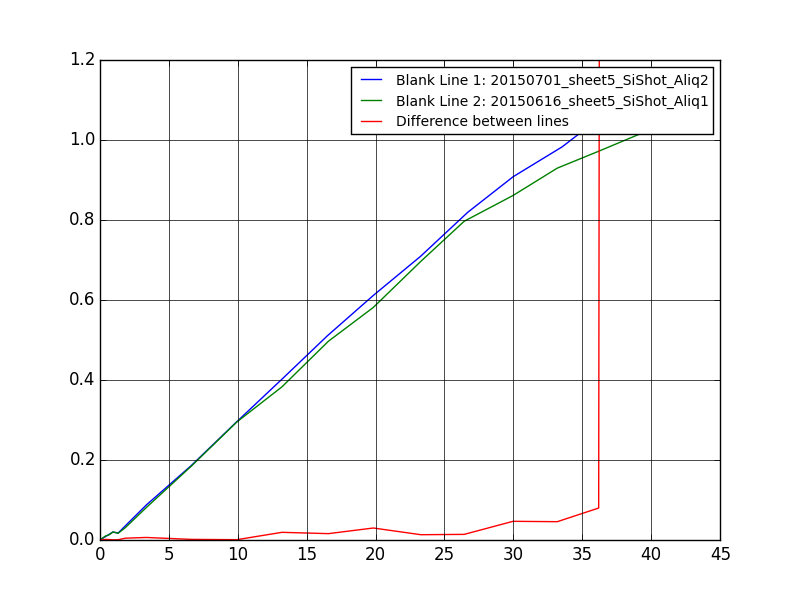 1.2
1.0
0.8
0.6
0.4
0.2
0.0
Blank Line 1: 20150701_sheet5_SiShot_Aliq2
Blank Line 2: 20150616_sheet5_SiShot_Aliq1
Difference between lines
0 5 10 15 20 25 30 35 40 45